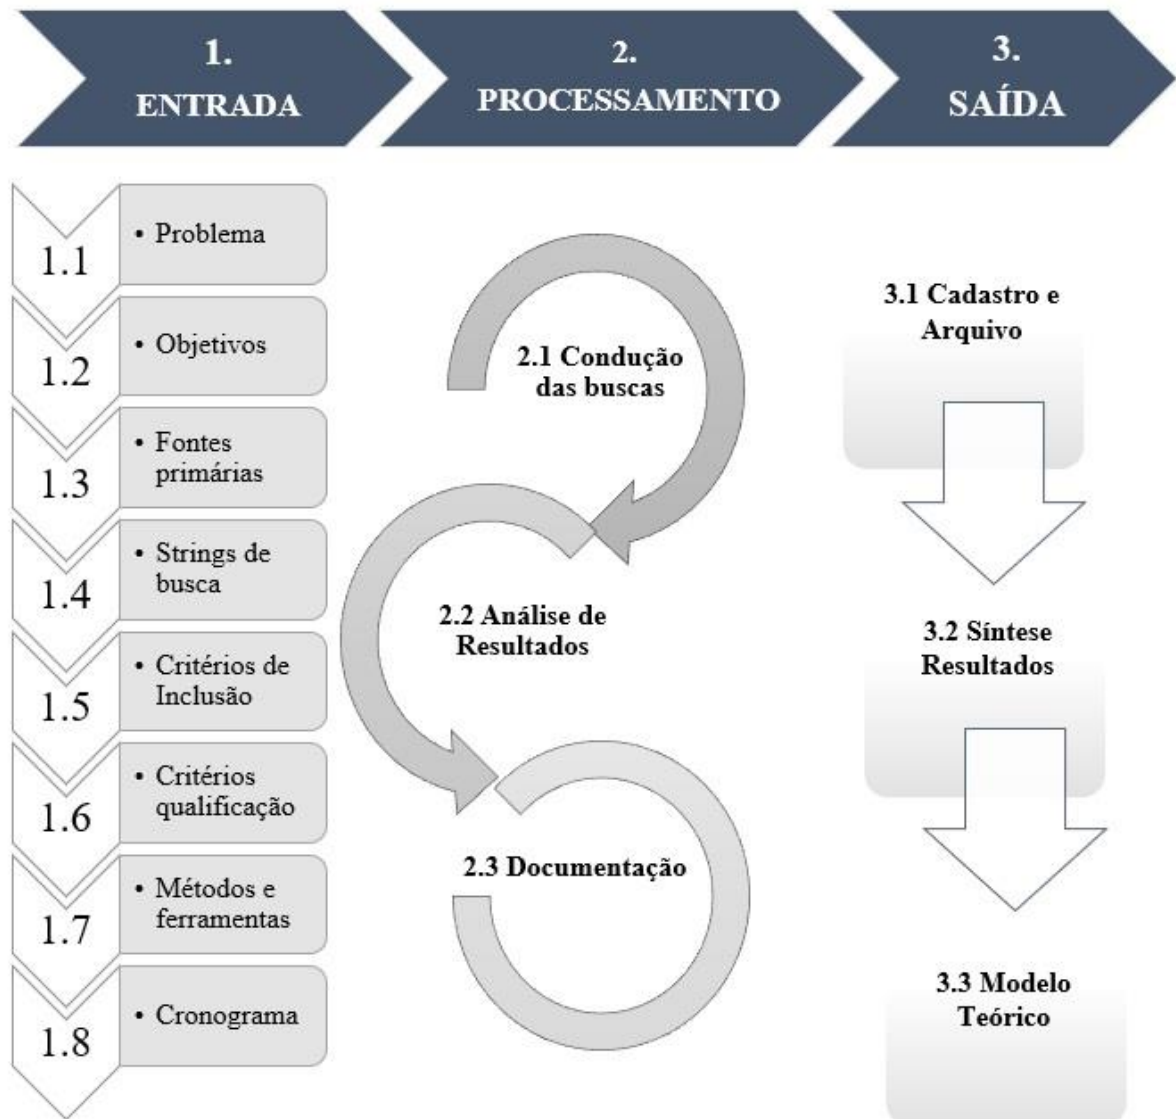 1.
ENTRADA
2.
PROCESSAMENTO
3.
SAÍDA
1.1
• Problema
1.2
• Objetivos
1.3
• Fontes
primárias
1.4
• Strings de
busca
1.5
• Critérios de
Inclusão
1.6
• Critérios
qualificação
1.7
• Métodos e
ferramentas
1.8
• Cronograma
2.1 Condução
das buscas
2.2 Análise de
Resultados
2.3 Documentação
3.1 Cadastro e
Arquivo
3.2 Síntese
Resultados
3.3 Modelo
Teórico